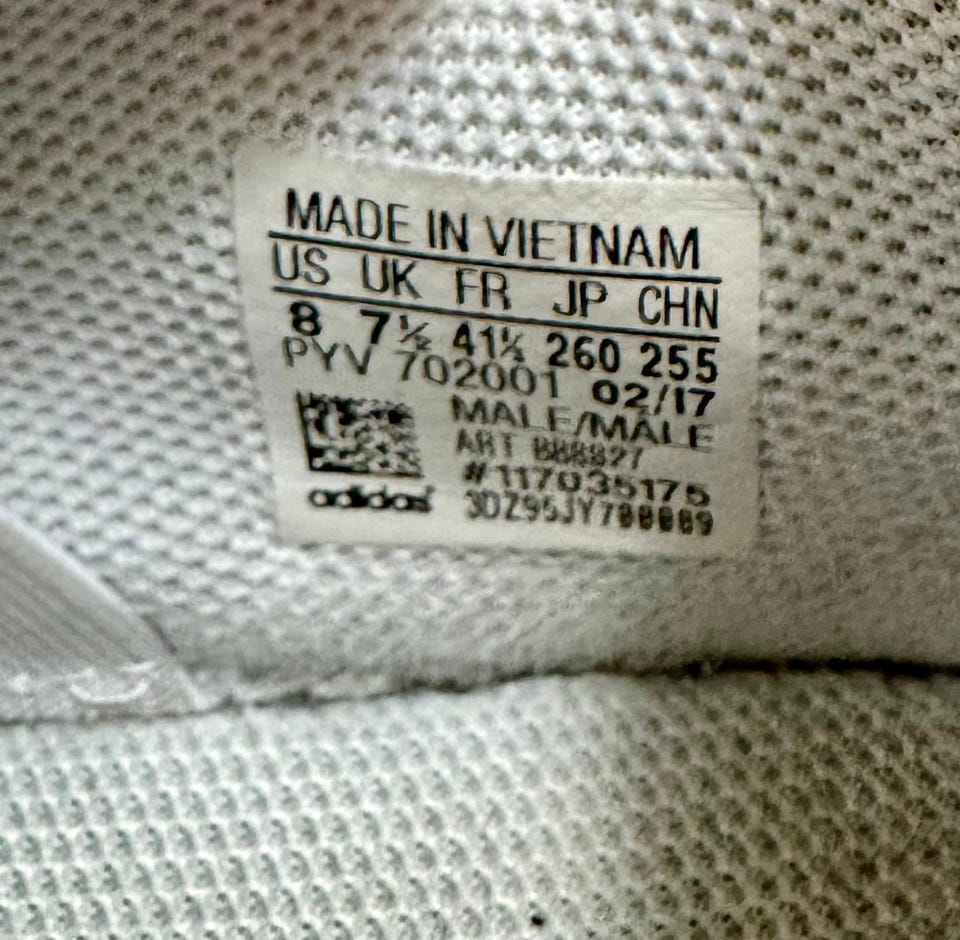 MADE IN VIETNAM
US UK FR JP CHN
8 7½ 41⅓ 260 255
PYV 702001 02/17
MALE/MALE
ART
#117035175
adidas